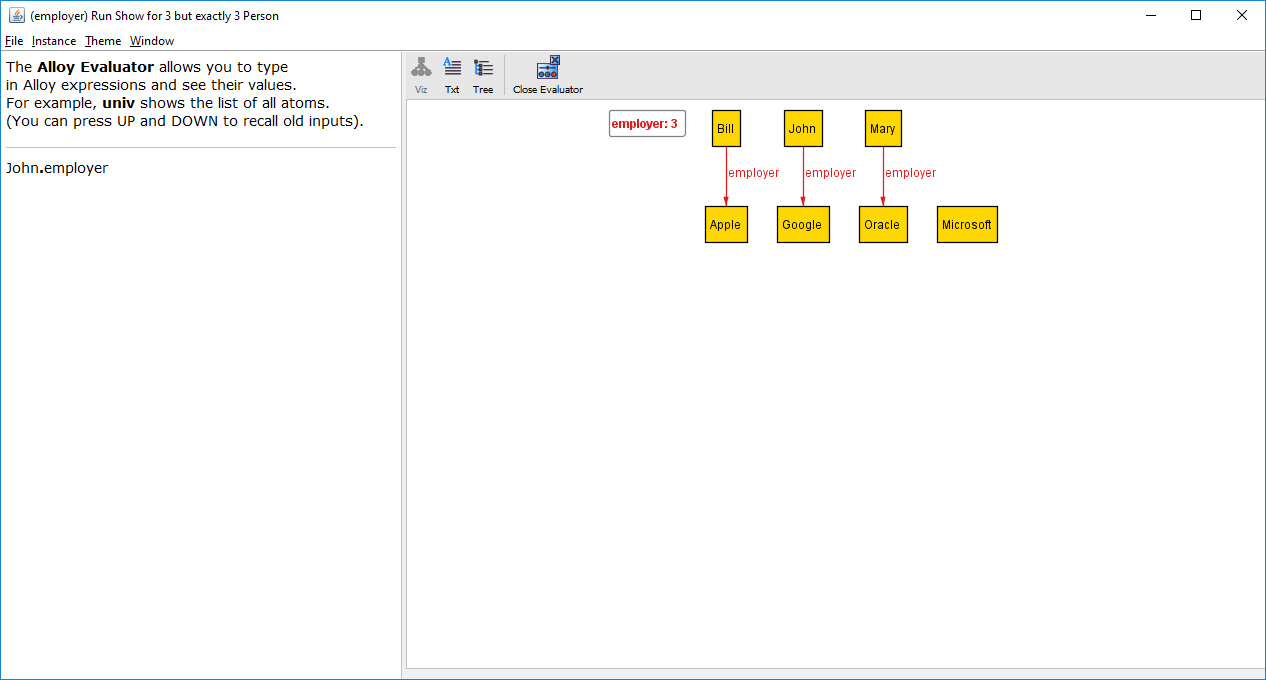 (employer) Run Show for 3 but exactly 3 Person
File Instance Theme Window
The Alloy Evaluator allows you to type
in Alloy expressions and see their values.
For example, univ shows the list of all atoms.
(You can press UP and DOWN to recall old inputs).
John.employer
Viz Txt Tree Close Evaluator
employer: 3
Bill John Mary
employer employer employer
Apple Google Oracle Microsoft